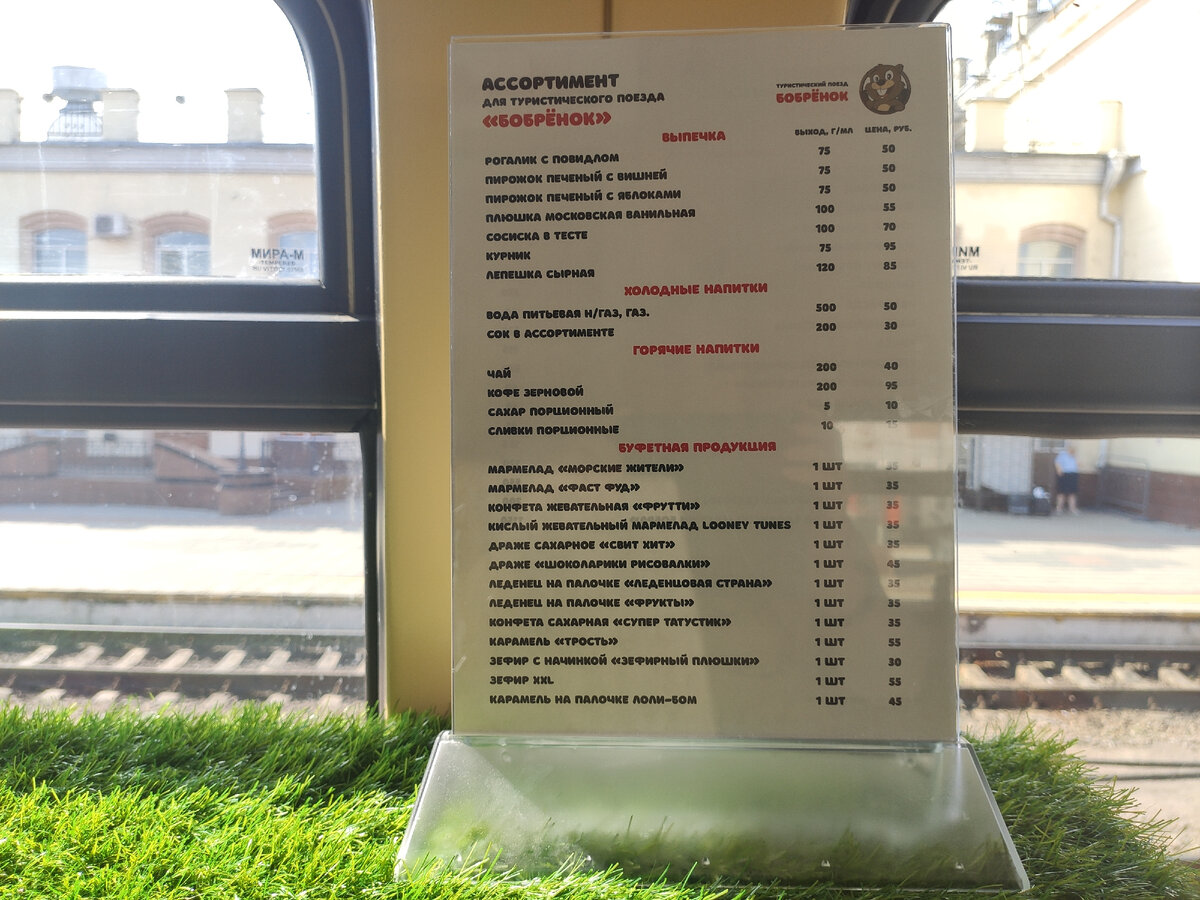 АССОРТИМЕНТ
ДЛЯ ТУРИСТИЧЕСКОГО ПОЕЗДА
«БОБРЁНОК»
ТУРИСТИЧЕСКИЙ ПОЕЗД
БОБРЁНОК
ВЫПЕЧКА ВЫХОД, Г/МЛ ЦЕНА, РУБ.
РОГАЛИК С ПОВИДЛОМ 75 50
ПИРОЖОК ПЕЧЕНЫЙ С ВИШНЕЙ 75 50
ПИРОЖОК ПЕЧЕНЫЙ С ЯБЛОКАМИ 75 50
ПЛЮШКА МОСКОВСКАЯ ВАНИЛЬНАЯ 100 55
СОСИСКА В ТЕСТЕ 100 70
КУРНИК 75 95
ЛЕПЕШКА СЫРНАЯ 120 85
ХОЛОДНЫЕ НАПИТКИ
ВОДА ПИТЬЕВАЯ Н/ГАЗ, ГАЗ. 500 50
СОК В АССОРТИМЕНТЕ 200 30
ГОРЯЧИЕ НАПИТКИ
ЧАЙ 200 40
КОФЕ ЗЕРНОВОЙ 200 95
САХАР ПОРЦИОННЫЙ 5 10
СЛИВКИ ПОРЦИОННЫЕ 10 15
БУФЕТНАЯ ПРОДУКЦИЯ
МАРМЕЛАД «МОРСКИЕ ЖИТЕЛИ» 1 ШТ 35
МАРМЕЛАД «ФАСТ ФУД» 1 ШТ 35
КОНФЕТА ЖЕВАТЕЛЬНАЯ «ФРУТТИ» 1 ШТ 35
КИСЛЫЙ ЖЕВАТЕЛЬНЫЙ МАРМЕЛАД LOONEY TUNES 1 ШТ 35
ДРАЖЕ САХАРНОЕ «СВИТ ХИТ» 1 ШТ 35
ДРАЖЕ «ШОКОЛАРИКИ РИСОВАЛКИ» 1 ШТ 45
ЛЕДЕНЕЦ НА ПАЛОЧКЕ «ЛЕДЕНЦОВАЯ СТРАНА» 1 ШТ 35
ЛЕДЕНЕЦ НА ПАЛОЧКЕ «ФРУКТЫ» 1 ШТ 35
КОНФЕТА САХАРНАЯ «СУПЕР ТАТУСТИК» 1 ШТ 35
КАРАМЕЛЬ «ТРОСТЬ» 1 ШТ 55
ЗЕФИР С НАЧИНКОЙ «ЗЕФИРНЫЙ ПЛЮШКИ» 1 ШТ 30
ЗЕФИР XXL 1 ШТ 55
КАРАМЕЛЬ НА ПАЛОЧКЕ ЛОЛИ-БОМ 1 ШТ 45
МИРА-М
TEMPERED